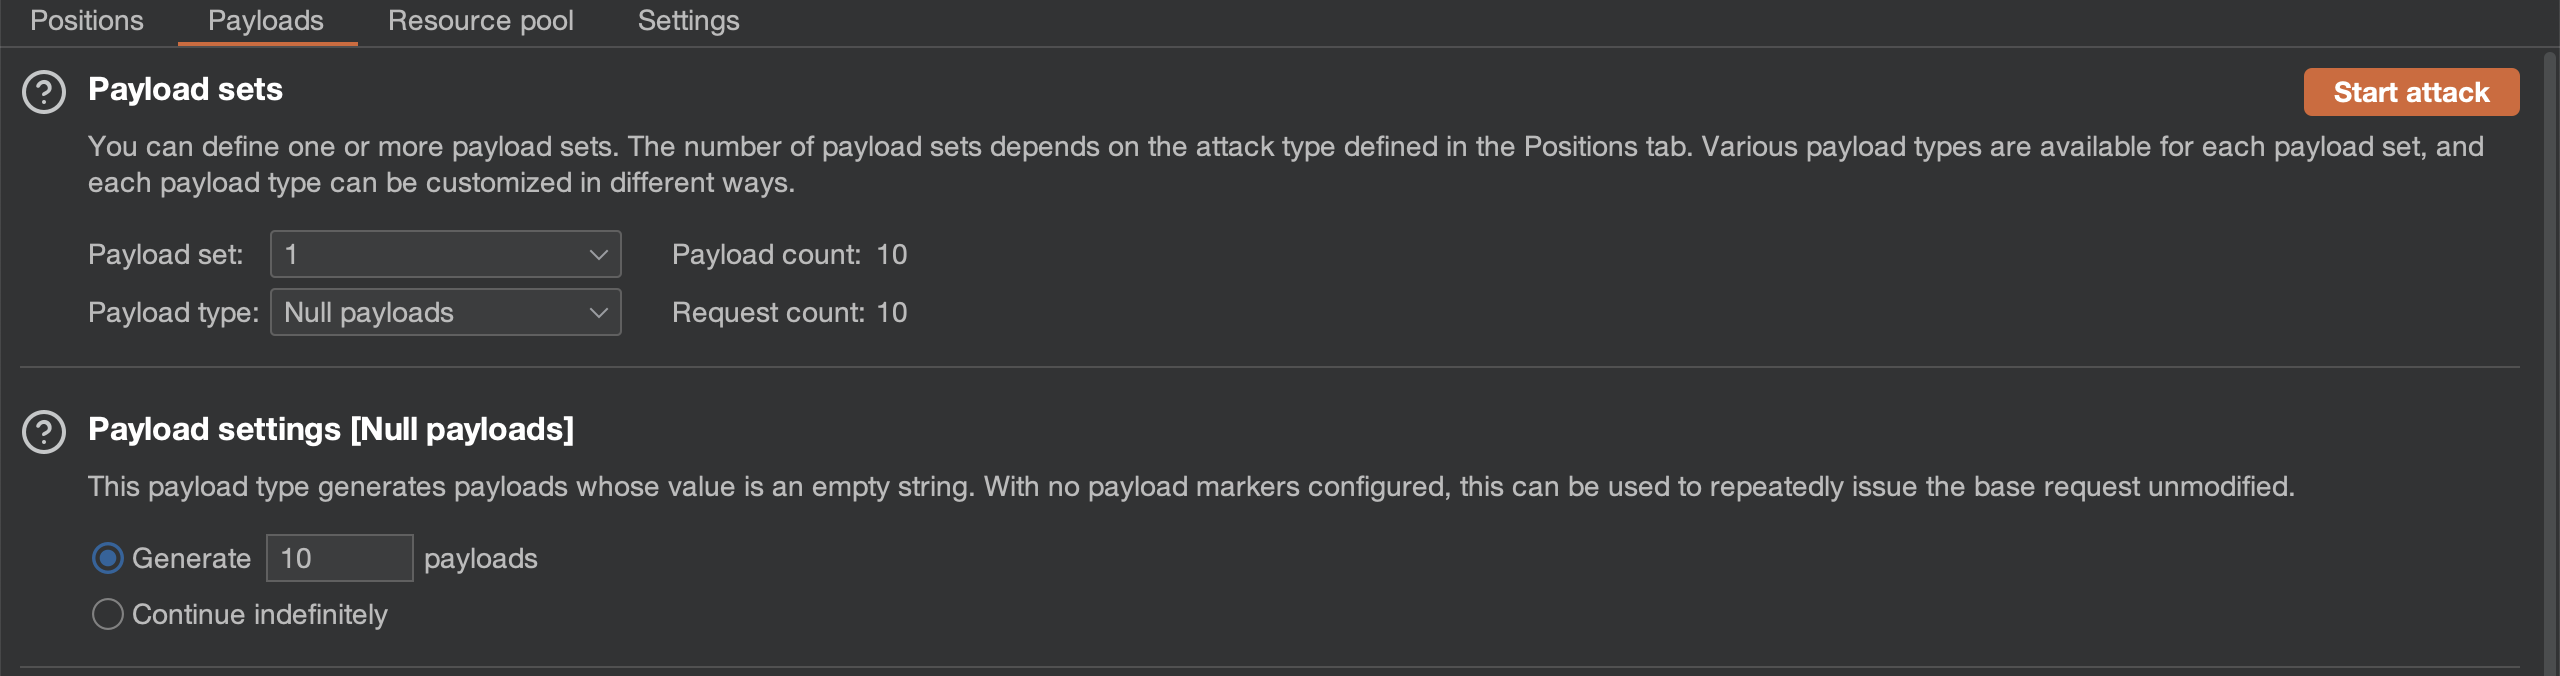 Positions Payloads Resource pool Settings
Payload sets
Start attack
You can define one or more payload sets. The number of payload sets depends on the attack type defined in the Positions tab. Various payload types are available for each payload set, and
each payload type can be customized in different ways.
Payload set: 1 Payload count: 10
Payload type: Null payloads Request count: 10
Payload settings [Null payloads]
This payload type generates payloads whose value is an empty string. With no payload markers configured, this can be used to repeatedly issue the base request unmodified.
Generate 10 payloads
Continue indefinitely